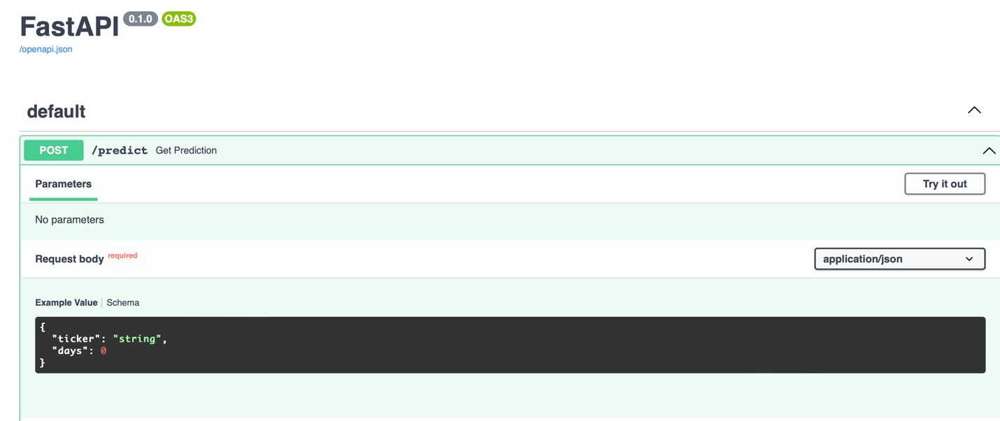 FastAPI 0.1.0 OAS3
/openapi.json
default
POST /predict Get Prediction
Parameters Try it out
No parameters
Request body required application/json
Example Value Schema
{
"ticker": "string",
"days": 0
}